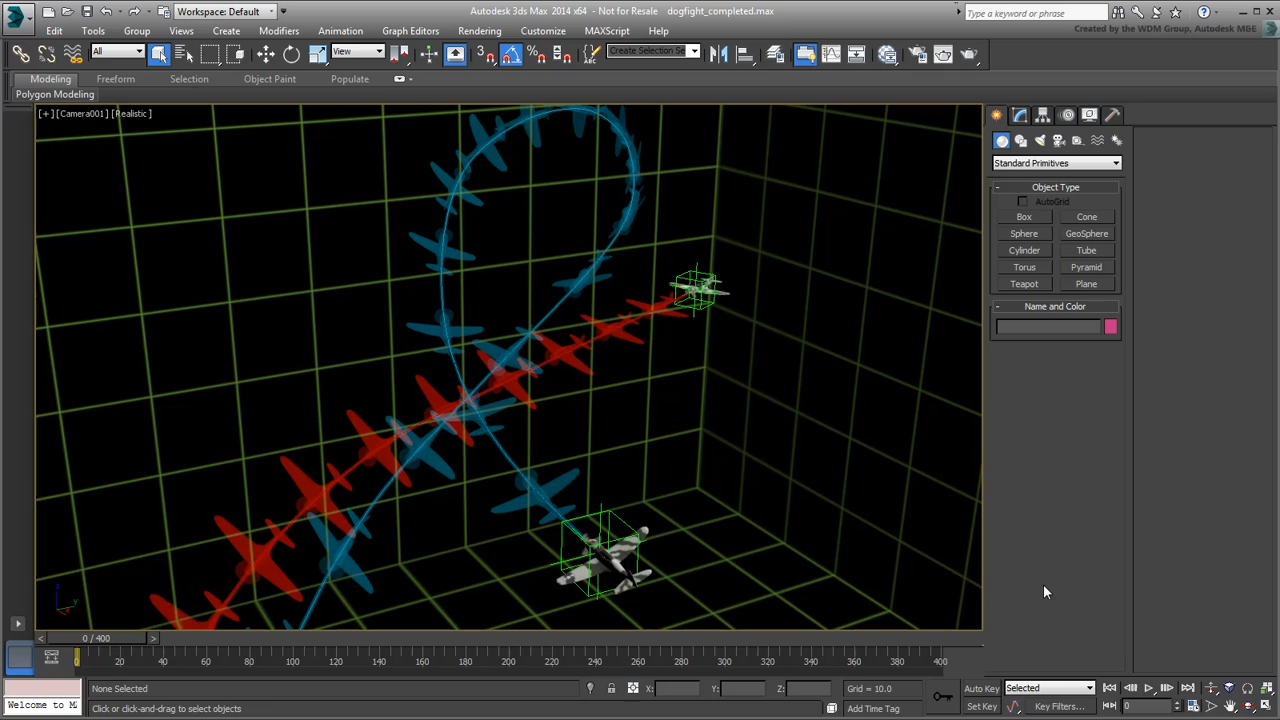 Workspace: Default
Autodesk 3ds Max 2014 x64 - Not for Resale dogfight_completed.max
Type a keyword or phrase
Edit Tools Group Views Create Modifiers Animation Graph Editors Rendering Customize MAXScript Help
Created by the WDM Group, Autodesk M&E
All
View
3
Create Selection Se
Modeling Freeform Selection Object Paint Populate
Polygon Modeling
[+][Camera001][Realistic]
Standard Primitives
Object Type
AutoGrid
Box Cone
Sphere GeoSphere
Cylinder Tube
Torus Pyramid
Teapot Plane
Name and Color
z
y
x
< 0 / 400 >
0 20 40 60 80 100 120 140 160 180 200 220 240 260 280 300 320 340 360 380 400
None Selected X: Y: Z: Grid = 10.0 Auto Key Selected
Welcome to M Click or click-and-drag to select objects Add Time Tag Set Key Key Filters... 0